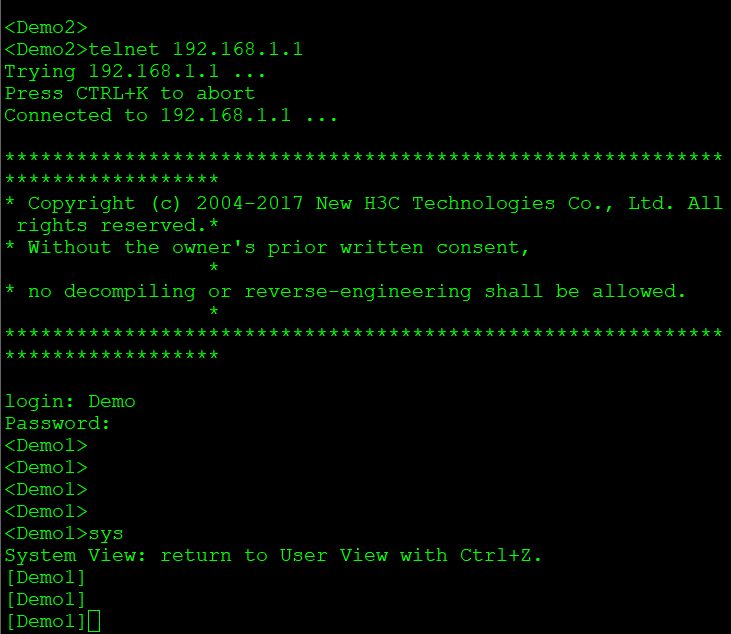 <Demo2>
<Demo2>telnet 192.168.1.1
Trying 192.168.1.1 ...
Press CTRL+K to abort
Connected to 192.168.1.1 ...
************************************************************
******************
* Copyright (c) 2004-2017 New H3C Technologies Co., Ltd. All
 rights reserved.*
* Without the owner's prior written consent,
                 *
* no decompiling or reverse-engineering shall be allowed.
                 *
************************************************************
******************
login: Demo
Password:
<Demo1>
<Demo1>
<Demo1>
<Demo1>
<Demo1>sys
System View: return to User View with Ctrl+Z.
[Demo1]
[Demo1]
[Demo1]